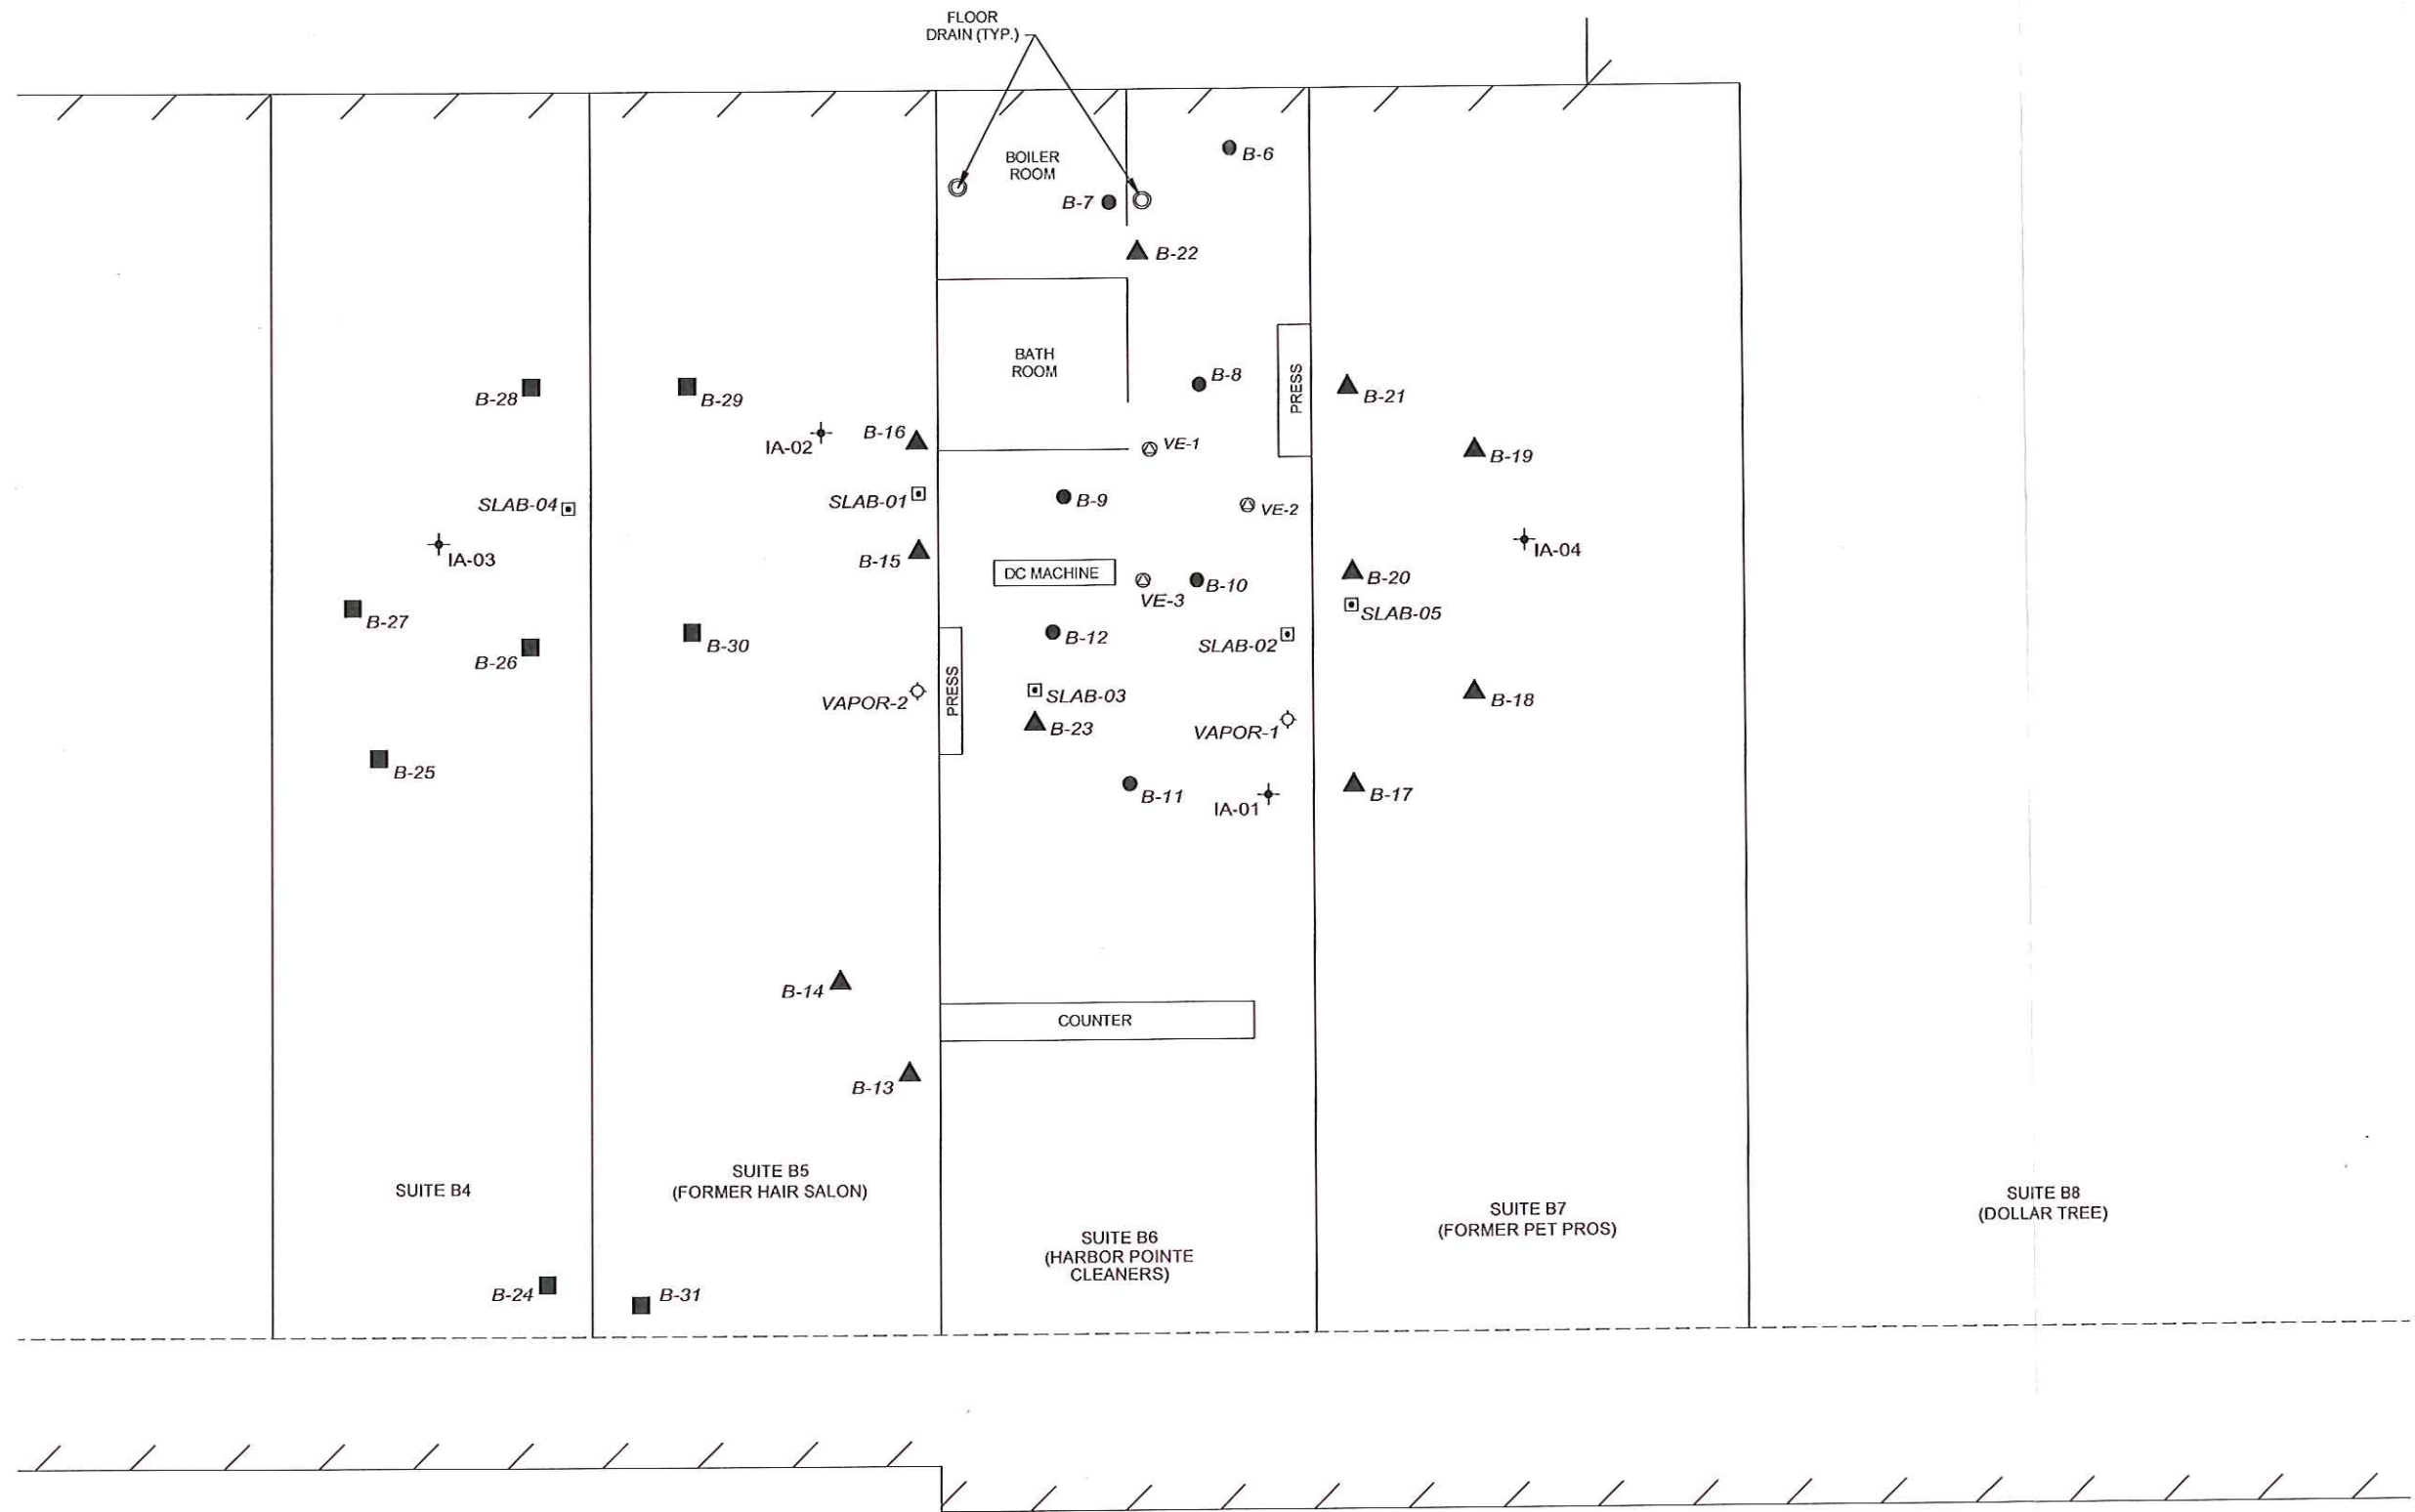 FLOOR
DRAIN (TYP.)
BOILER
ROOM
B-6
B-7
B-22
BATH
ROOM
PRESS
B-8
B-28
B-29
B-21
IA-02
B-16
VE-1
B-19
SLAB-04
SLAB-01
B-9
VE-2
IA-03
B-15
DC MACHINE
IA-04
VE-3
B-10
B-20
SLAB-05
B-27
B-26
B-30
B-12
SLAB-02
VAPOR-2
PRESS
SLAB-03
B-23
VAPOR-1
B-18
B-25
B-11
IA-01
B-17
B-14
COUNTER
B-13
SUITE B4
SUITE B5
(FORMER HAIR SALON)
SUITE B6
(HARBOR POINTE
CLEANERS)
SUITE B7
(FORMER PET PROS)
SUITE B8
(DOLLAR TREE)
B-24
B-31